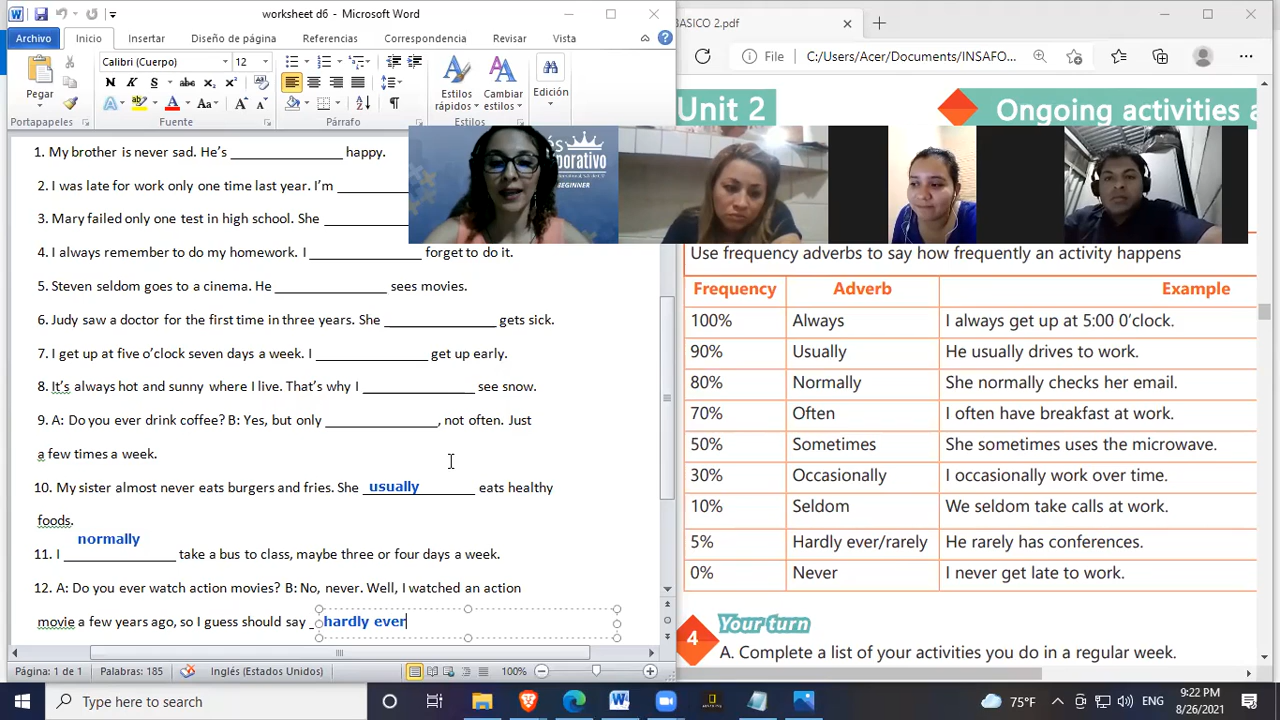 worksheet d6 - Microsoft Word
Archivo Inicio Insertar Diseño de página Referencias Correspondencia Revisar Vista
Calibri (Cuerpo) 12
N K S abc x₂ x²
A Aa A A
Pegar
Estilos rápidos
Cambiar estilos
Edición
Portapapeles Fuente Párrafo Estilos
1. My brother is never sad. He's ________________ happy.
2. I was late for work only one time last year. I'm
3. Mary failed only one test in high school. She
4. I always remember to do my homework. I ________________ forget to do it.
5. Steven seldom goes to a cinema. He ________________ sees movies.
6. Judy saw a doctor for the first time in three years. She ________________ gets sick.
7. I get up at five o'clock seven days a week. I ________________ get up early.
8. It's always hot and sunny where I live. That's why I ________________ see snow.
9. A: Do you ever drink coffee? B: Yes, but only ________________, not often. Just
a few times a week.
10. My sister almost never eats burgers and fries. She usually eats healthy
foods.
normally
11. I ________________ take a bus to class, maybe three or four days a week.
12. A: Do you ever watch action movies? B: No, never. Well, I watched an action
movie a few years ago, so I guess should say _ hardly ever
Página: 1 de 1 Palabras: 185 Inglés (Estados Unidos) 100%
BASICO 2.pdf
File C:/Users/Acer/Documents/INSAFO...
Unit 2 Ongoing activities a
és
orporativo
BEGINNER
Use frequency adverbs to say how frequently an activity happens
Frequency Adverb Example
100% Always I always get up at 5:00 0'clock.
90% Usually He usually drives to work.
80% Normally She normally checks her email.
70% Often I often have breakfast at work.
50% Sometimes She sometimes uses the microwave.
30% Occasionally I occasionally work over time.
10% Seldom We seldom take calls at work.
5% Hardly ever/rarely He rarely has conferences.
0% Never I never get late to work.
4 Your turn
A. Complete a list of your activities you do in a regular week.
Type here to search
75°F ENG 9:22 PM
8/26/2021